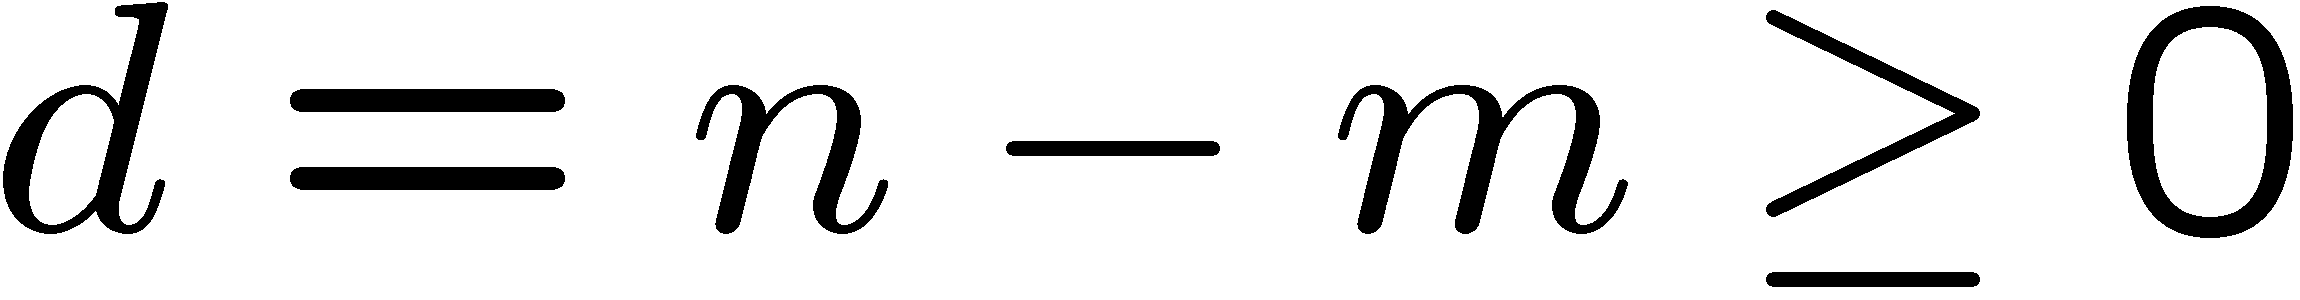 d = n − m ≥ 0